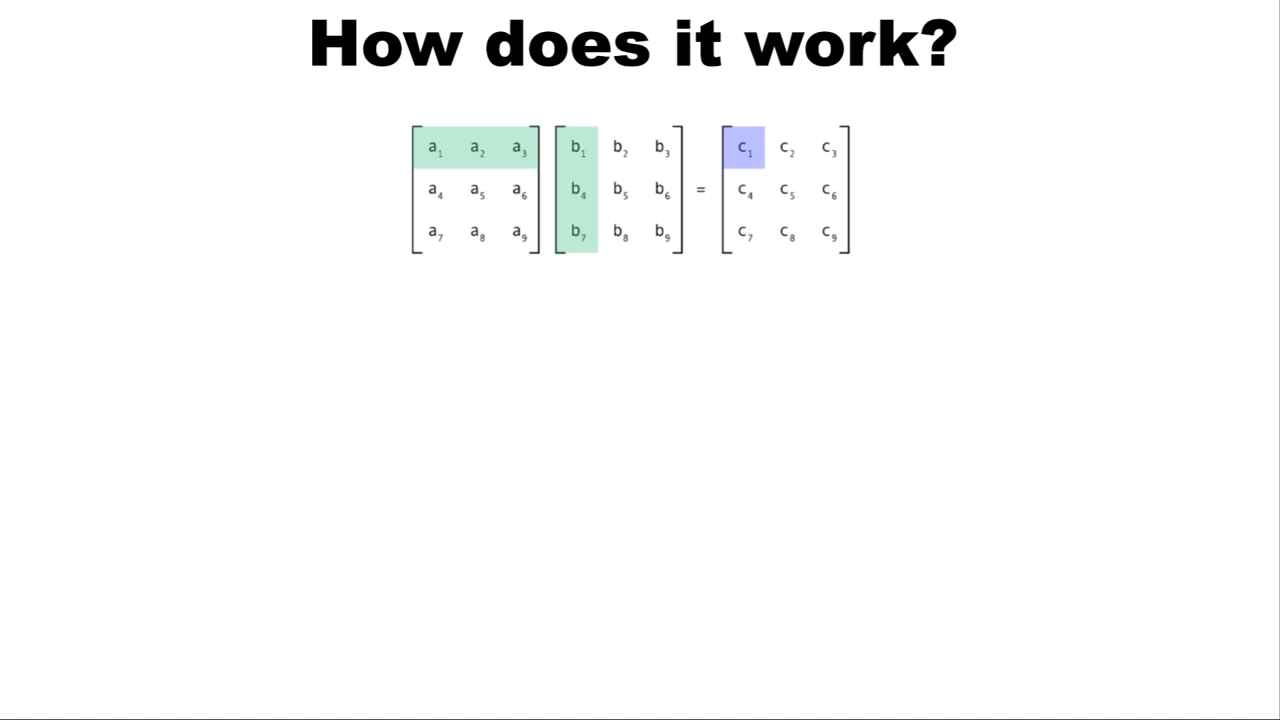 How does it work?
a₁ a₂ a₃ b₁ b₂ b₃ c₁ c₂ c₃
a₄ a₅ a₆ b₄ b₅ b₆ = c₄ c₅ c₆
a₇ a₈ a₉ b₇ b₈ b₉ c₇ c₈ c₉